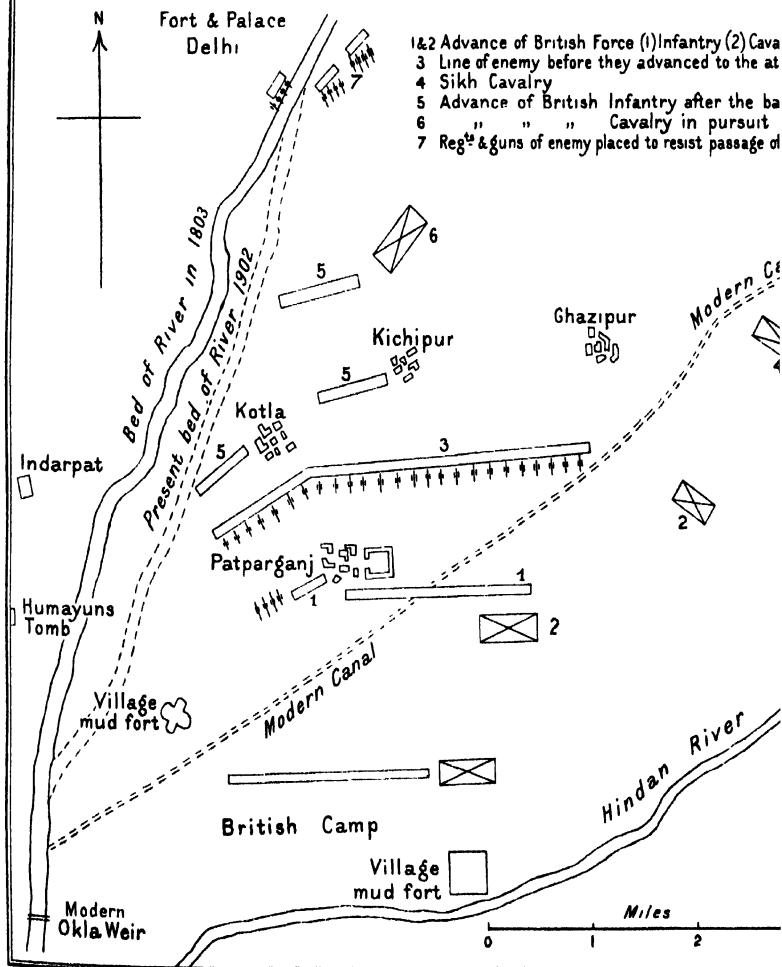 N
Fort & Palace
Delhi
1&2 Advance of British Force (1) Infantry (2) Cava
3 Line of enemy before they advanced to the at
4 Sikh Cavalry
5 Advance of British Infantry after the ba
6 „ „ „ Cavalry in pursuit
7 Regts & guns of enemy placed to resist passage of
7
6
5
Bed of River in 1803
Present bed of River 1902
Ghazipur
Modern Ca
Kichipur
5
4
Kotla
3
5
Indarpat
2
Patparganj
1
1
Humayuns
Tomb
2
Modern Canal
Village
mud fort
Hindan River
British Camp
Village
mud fort
Modern
Okla Weir
Miles
0 1 2